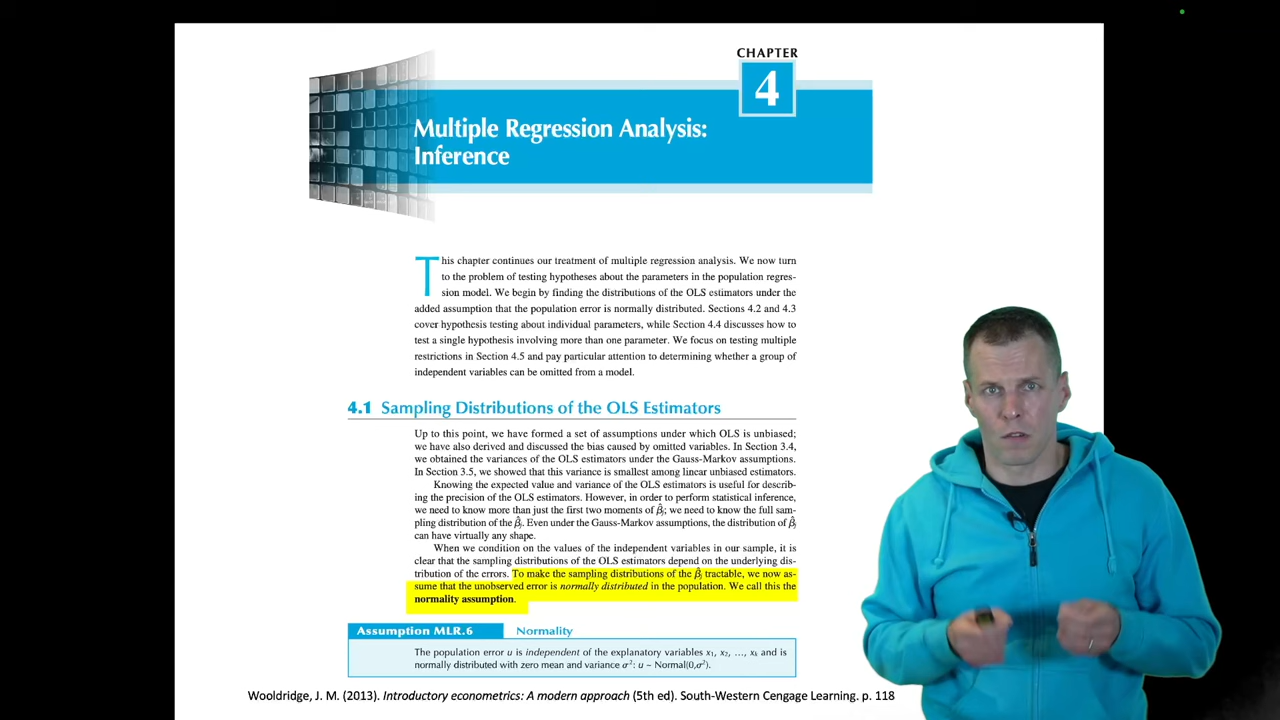 CHAPTER
4
Multiple Regression Analysis:
Inference
This chapter continues our treatment of multiple regression analysis. We now turn
to the problem of testing hypotheses about the parameters in the population regres-
sion model. We begin by finding the distributions of the OLS estimators under the
added assumption that the population error is normally distributed. Sections 4.2 and 4.3
cover hypothesis testing about individual parameters, while Section 4.4 discusses how to
test a single hypothesis involving more than one parameter. We focus on testing multiple
restrictions in Section 4.5 and pay particular attention to determining whether a group of
independent variables can be omitted from a model.
4.1 Sampling Distributions of the OLS Estimators
Up to this point, we have formed a set of assumptions under which OLS is unbiased;
we have also derived and discussed the bias caused by omitted variables. In Section 3.4,
we obtained the variances of the OLS estimators under the Gauss-Markov assumptions.
In Section 3.5, we showed that this variance is smallest among linear unbiased estimators.
Knowing the expected value and variance of the OLS estimators is useful for describ-
ing the precision of the OLS estimators. However, in order to perform statistical inference,
we need to know more than just the first two moments of β̂ⱼ; we need to know the full sam-
pling distribution of the β̂ⱼ. Even under the Gauss-Markov assumptions, the distribution of β̂ⱼ
can have virtually any shape.
When we condition on the values of the independent variables in our sample, it is
clear that the sampling distributions of the OLS estimators depend on the underlying dis-
tribution of the errors. To make the sampling distributions of the β̂ⱼ tractable, we now as-
sume that the unobserved error is normally distributed in the population. We call this the
normality assumption.
Assumption MLR.6 Normality
The population error u is independent of the explanatory variables x₁, x₂, …, xₖ and is
normally distributed with zero mean and variance σ²: u ~ Normal(0,σ²).
Wooldridge, J. M. (2013). Introductory econometrics: A modern approach (5th ed). South-Western Cengage Learning. p. 118